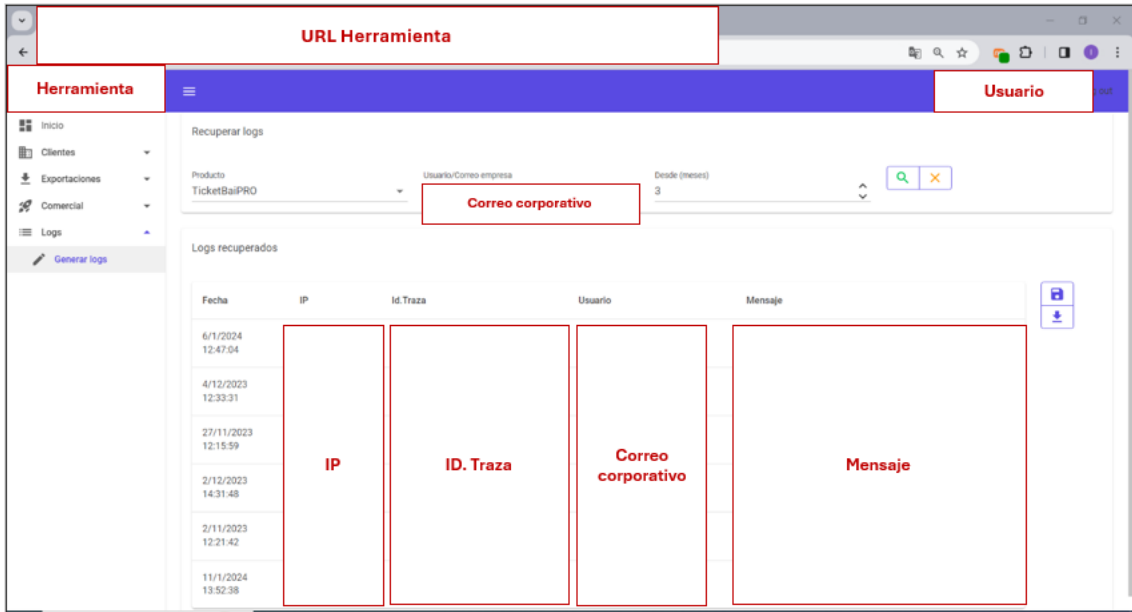 URL Herramienta
Herramienta
Usuario
out
Inicio
Clientes
Exportaciones
Comercial
Logs
Generar logs
Recuperar logs
Producto
TicketBaiPRO
Usuario/Correo empresa
Correo corporativo
Desde (meses)
3
Logs recuperados
Fecha IP Id.Traza Usuario Mensaje
6/1/2024
12:47:04
4/12/2023
12:33:31
27/11/2023
12:15:59
2/12/2023
14:31:48
2/11/2023
12:21:42
11/1/2024
13:52:38
IP
ID. Traza
Correo
corporativo
Mensaje